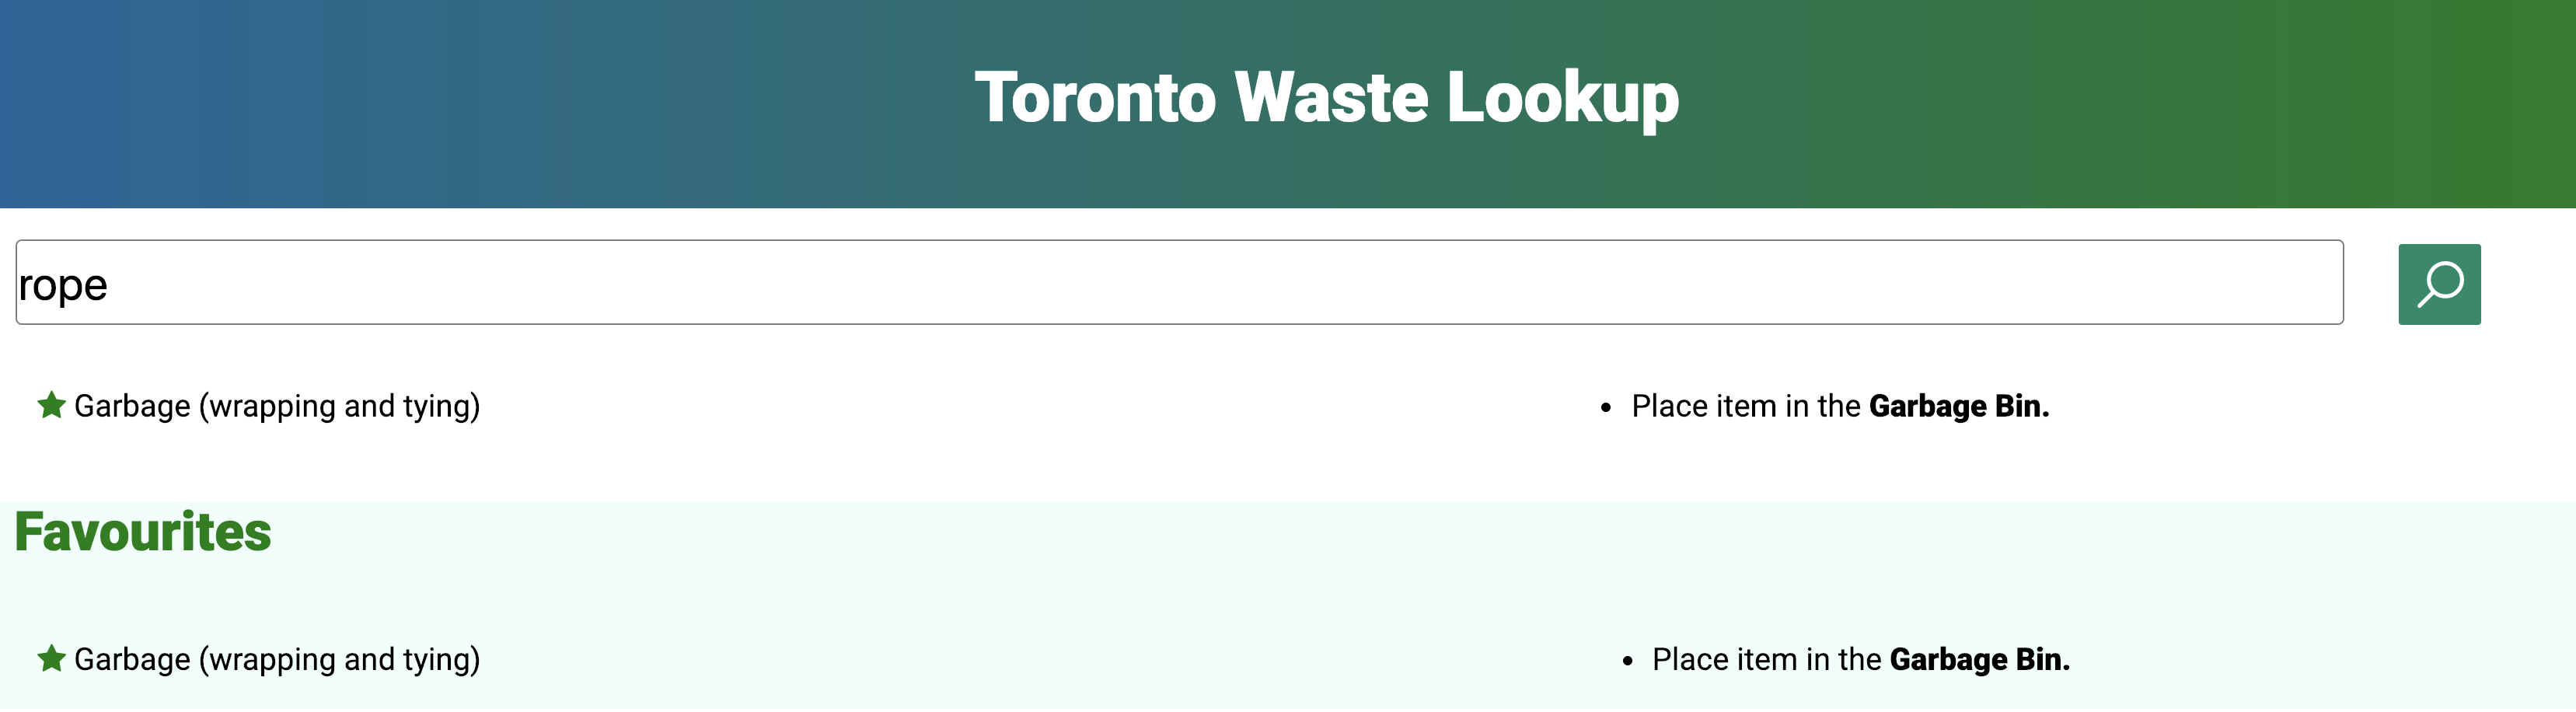 Toronto Waste Lookup
rope
Garbage (wrapping and tying)
• Place item in the Garbage Bin.
Favourites
Garbage (wrapping and tying)
• Place item in the Garbage Bin.